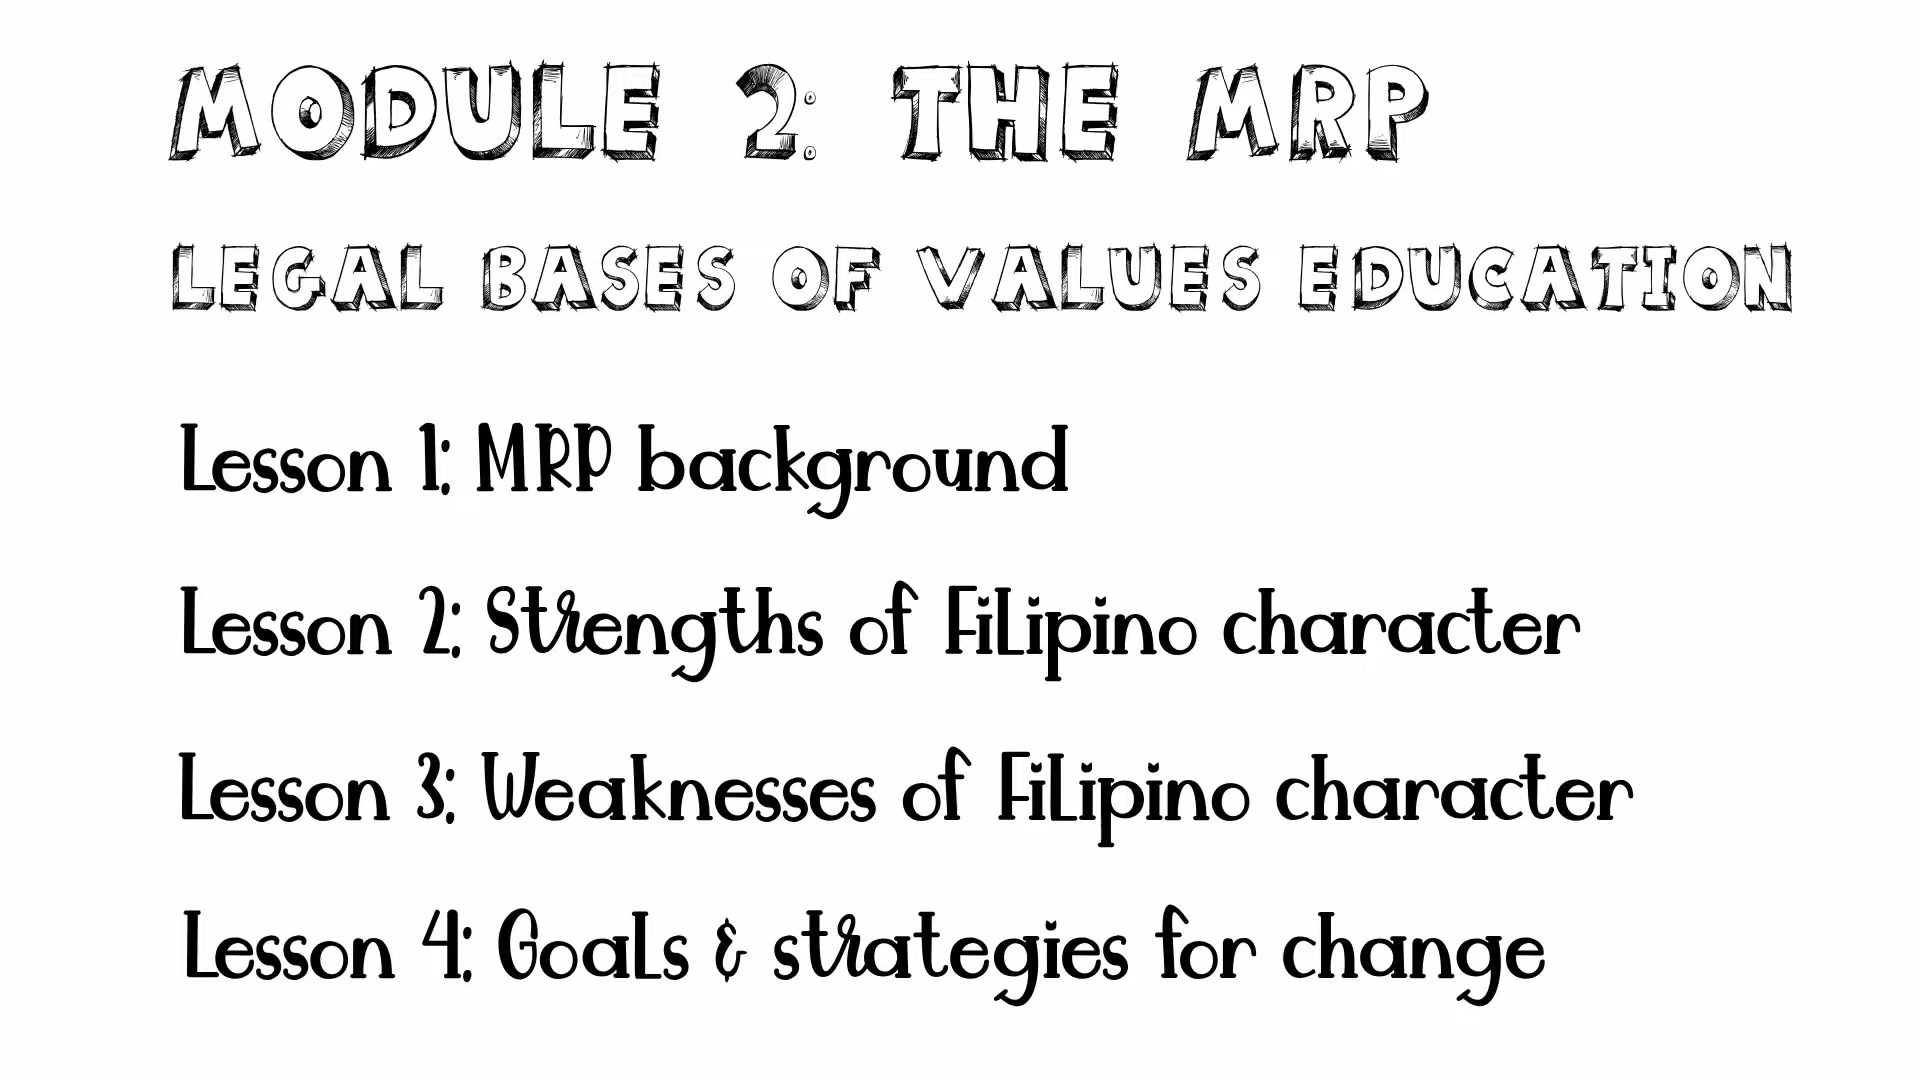 MODULE 2: THE MRP
LEGAL BASES OF VALUES EDUCATION
Lesson 1: MRP background
Lesson 2: Strengths of Filipino character
Lesson 3: Weaknesses of Filipino character
Lesson 4: Goals & strategies for change